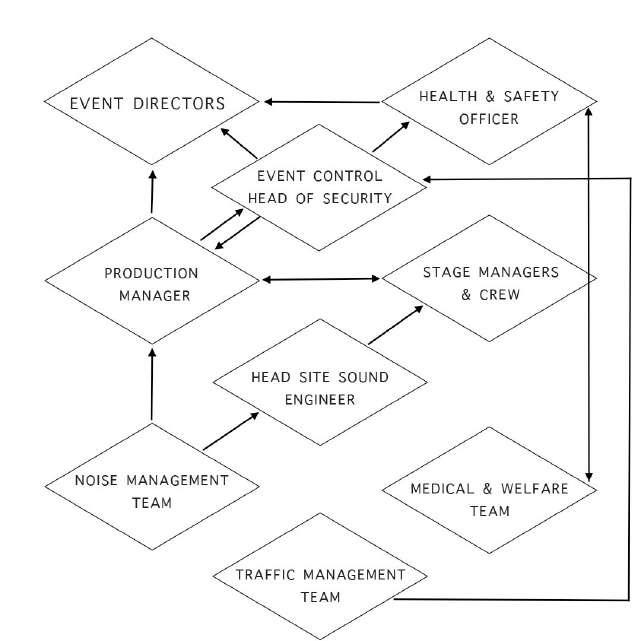 EVENT DIRECTORS
HEALTH & SAFETY
OFFICER
EVENT CONTROL
HEAD OF SECURITY
PRODUCTION
MANAGER
STAGE MANAGERS
& CREW
HEAD SITE SOUND
ENGINEER
NOISE MANAGEMENT
TEAM
MEDICAL & WELFARE
TEAM
TRAFFIC MANAGEMENT
TEAM